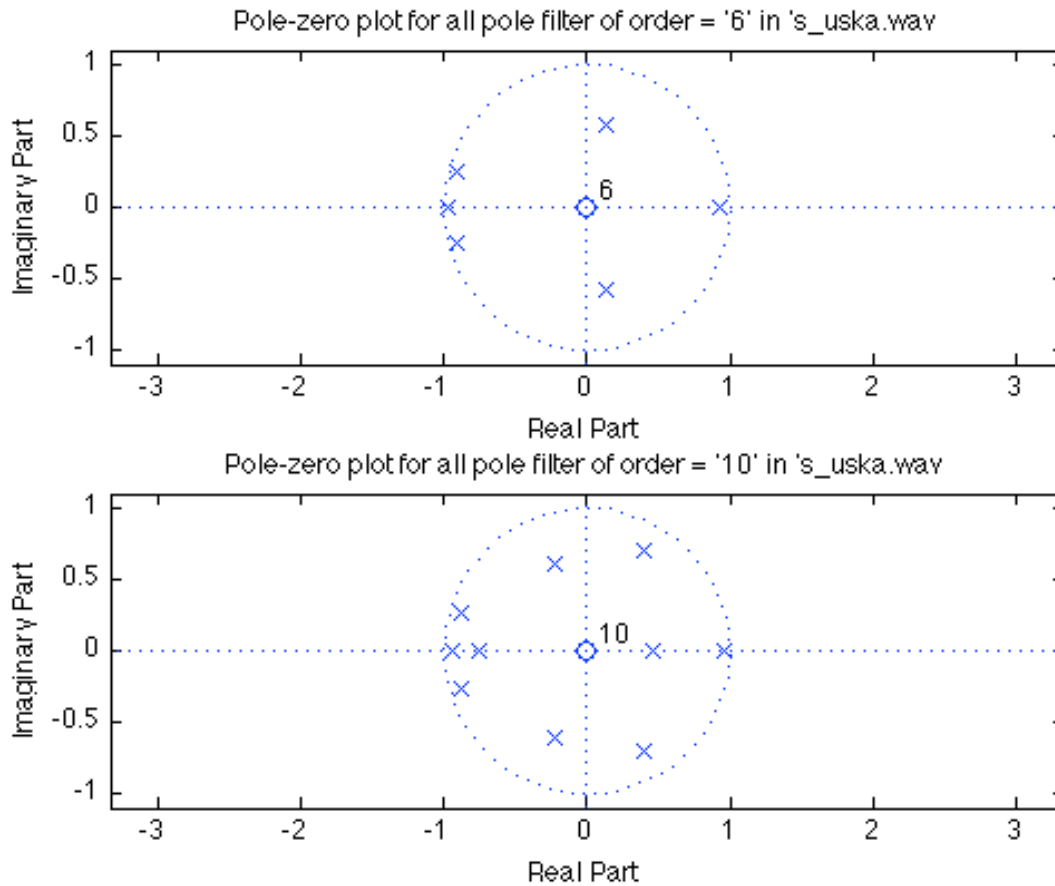 Pole-zero plot for all pole filter of order = '6' in 's_uska.wav
Imaginary Part
1
0.5
0
-0.5
-1
6
-3 -2 -1 0 1 2 3
Real Part
Pole-zero plot for all pole filter of order = '10' in 's_uska.wav
Imaginary Part
1
0.5
0
-0.5
-1
10
-3 -2 -1 0 1 2 3
Real Part